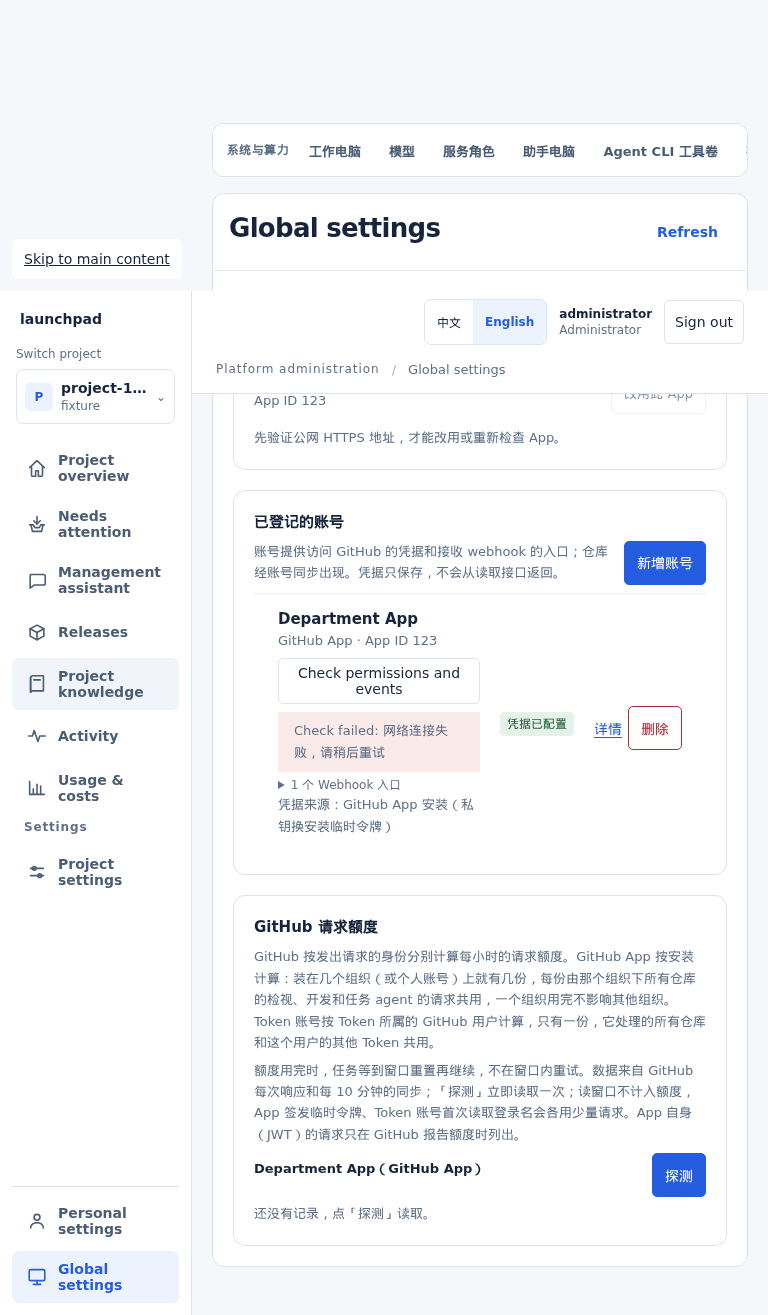 系统与算力
工作电脑
模型
服务角色
助手电脑
Agent CLI 工具卷
Global settings
Refresh
Skip to main content
launchpad
Switch project
P
project-1...
fixture
Project
overview
Needs
attention
Management
assistant
Releases
Project
knowledge
Activity
Usage &
costs
Settings
Project
settings
Personal
settings
Global
settings
中文
English
administrator
Administrator
Sign out
Platform administration / Global settings
App ID 123
改用此 App
先验证公网 HTTPS 地址，才能改用或重新检查 App。
已登记的账号
账号提供访问 GitHub 的凭据和接收 webhook 的入口；仓库
经账号同步出现。凭据只保存，不会从读取接口返回。
新增账号
Department App
GitHub App · App ID 123
Check permissions and
events
Check failed: 网络连接失
败，请稍后重试
1 个 Webhook 入口
凭据来源：GitHub App 安装（私
钥换安装临时令牌）
凭据已配置
详情
删除
GitHub 请求额度
GitHub 按发出请求的身份分别计算每小时的请求额度。GitHub App 按安装
计算：装在几个组织（或个人账号）上就有几份，每份由那个组织下所有仓库
的检视、开发和任务 agent 的请求共用，一个组织用完不影响其他组织。
Token 账号按 Token 所属的 GitHub 用户计算，只有一份，它处理的所有仓库
和这个用户的其他 Token 共用。
额度用完时，任务等到窗口重置再继续，不在窗口内重试。数据来自 GitHub
每次响应和每 10 分钟的同步；「探测」立即读取一次；读窗口不计入额度，
App 签发临时令牌、Token 账号首次读取登录名会各用少量请求。App 自身
（JWT）的请求只在 GitHub 报告额度时列出。
Department App（GitHub App）
探测
还没有记录，点「探测」读取。